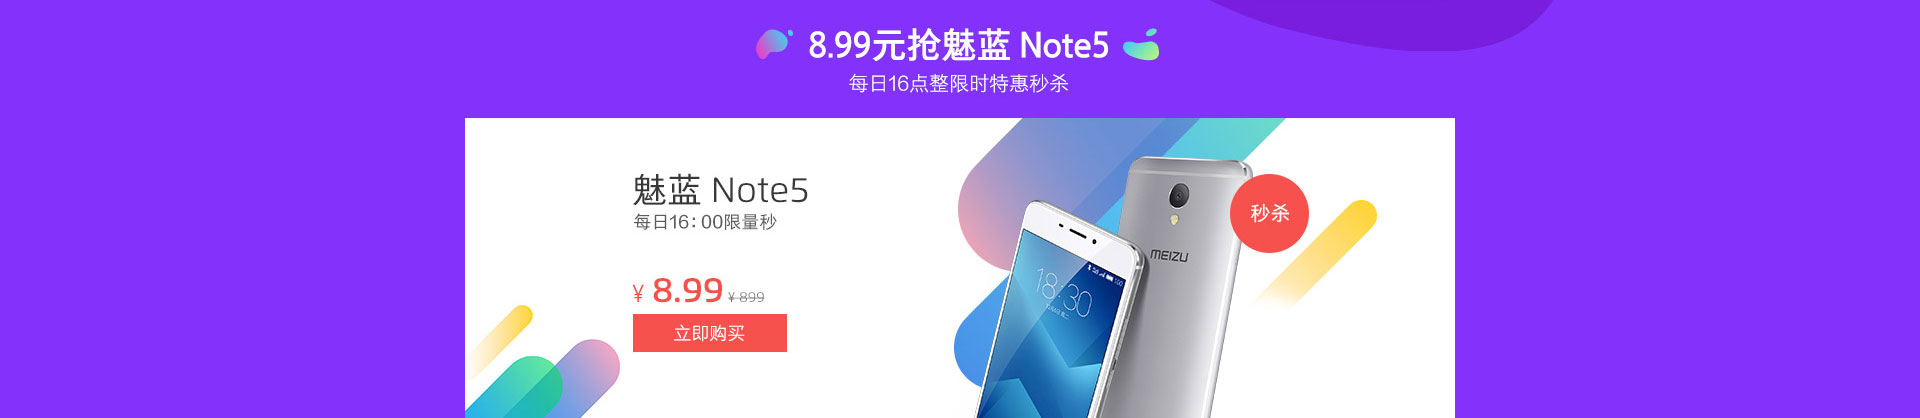 8.99元抢魅蓝 Note5
每日16点整限时特惠秒杀
魅蓝 Note5
每日16：00限量秒
¥ 8.99 ¥ 899
立即购买
秒杀
MEIZU
18:30